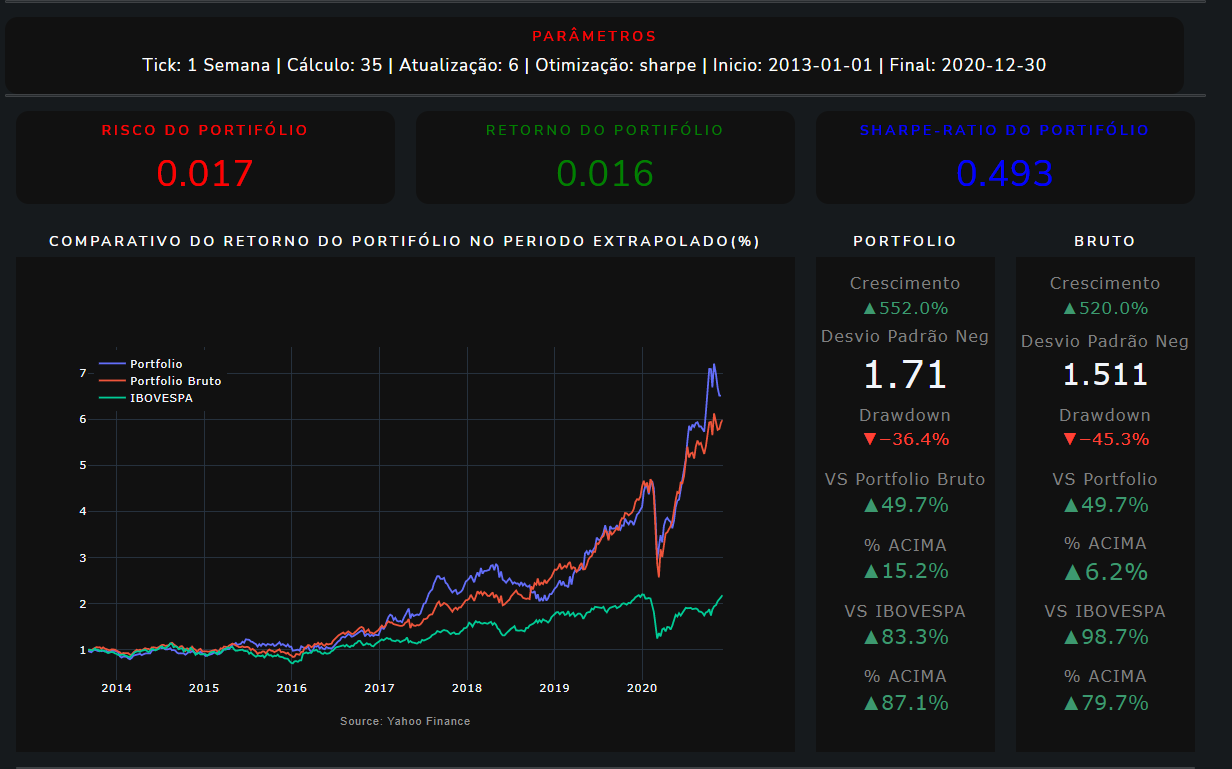 PARÂMETROS
Tick: 1 Semana | Cálculo: 35 | Atualização: 6 | Otimização: sharpe | Inicio: 2013-01-01 | Final: 2020-12-30
RISCO DO PORTIFÓLIO
0.017
RETORNO DO PORTIFÓLIO
0.016
SHARPE-RATIO DO PORTIFÓLIO
0.493
COMPARATIVO DO RETORNO DO PORTIFÓLIO NO PERIODO EXTRAPOLADO(%)
Portfolio
Portfolio Bruto
IBOVESPA
7
6
5
4
3
2
1
2014 2015 2016 2017 2018 2019 2020
Source: Yahoo Finance
PORTFOLIO
Crescimento
▲552.0%
Desvio Padrão Neg
1.71
Drawdown
▼−36.4%
VS Portfolio Bruto
▲49.7%
% ACIMA
▲15.2%
VS IBOVESPA
▲83.3%
% ACIMA
▲87.1%
BRUTO
Crescimento
▲520.0%
Desvio Padrão Neg
1.511
Drawdown
▼−45.3%
VS Portfolio
▲49.7%
% ACIMA
▲6.2%
VS IBOVESPA
▲98.7%
% ACIMA
▲79.7%